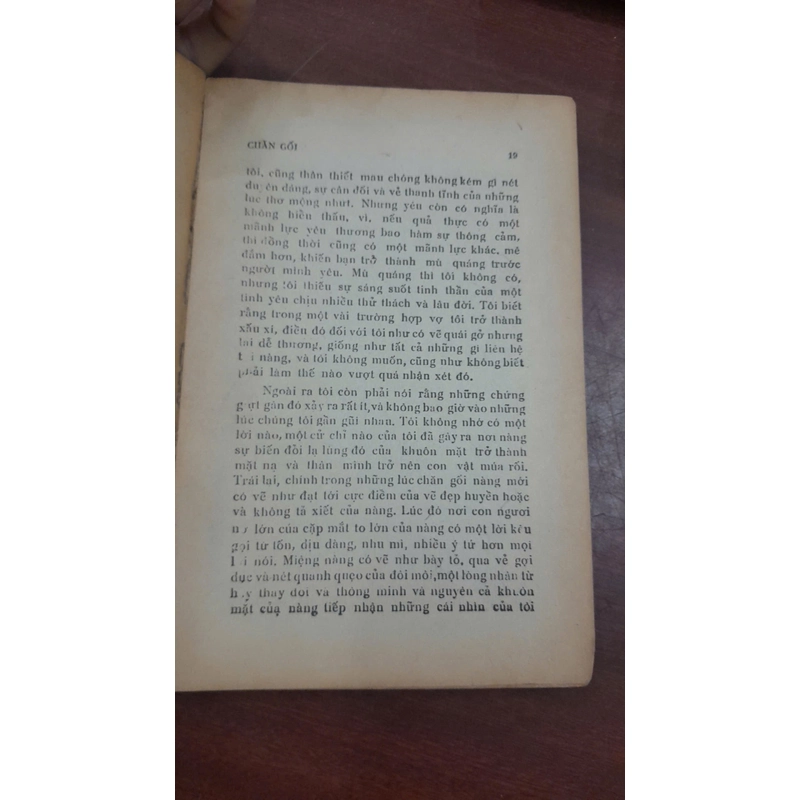 CHĂN GỐI
19
tôi, cũng thân thiết mau chóng không kém gì nét
duyên dáng, sự cân đối và vẻ thanh tĩnh của những
lúc thơ mộng nhứt. Nhưng yêu còn có nghĩa là
không hiểu thấu, vì, nếu quả thực có một
mãnh lực yêu thương bao hàm sự thông cảm,
thì đồng thời cũng có một mãnh lực khác, mê
đắm hơn, khiến bạn trở thành mù quáng trước
người mình yêu. Mù quáng thì tôi không có,
nhưng tôi thiếu sự sáng suốt tinh thần của một
tình yêu chịu nhiều thử thách và lâu đời. Tôi biết
rằng trong một vài trường hợp vợ tôi trở thành
xấu xí, điều đó đối với tôi như có vẻ quái gở nhưng
lại dễ thương, giống như tất cả những gì liên hệ
tới nàng, và tôi không muốn, cũng như không biết
phải làm thế nào vượt quá nhận xét đó.
Ngoài ra tôi còn phải nói rằng những chứng
gợt gán đó xảy ra rất ít, và không bao giờ vào những
lúc chúng tôi gần gũi nhau. Tôi không nhớ có một
lời nào, một cử chỉ nào của tôi đã gây ra nơi nàng
sự biến đổi lạ lùng đó của khuôn mặt trở thành
mặt nạ và thân mình trở nên con vật múa rối.
Trái lại, chính trong những lúc chăn gối nàng mới
có vẽ như đạt tới cực điểm của vẽ đẹp huyền hoặc
và không tả xiết của nàng. Lúc đó nơi con ngươi
nở lớn của cặp mắt to lớn của nàng có một lời kêu
gọi từ tốn, dịu dàng, nhu mì, nhiều ý tứ hơn mọi
lời nói. Miệng nàng có vẽ như bày tỏ, qua vẻ gợi
dục và nét quanh quẹo của đôi môi, một lòng nhân từ
hay thay đổi và thông minh và nguyên cả khuôn
mặt của nàng tiếp nhận những cái nhìn của tôi